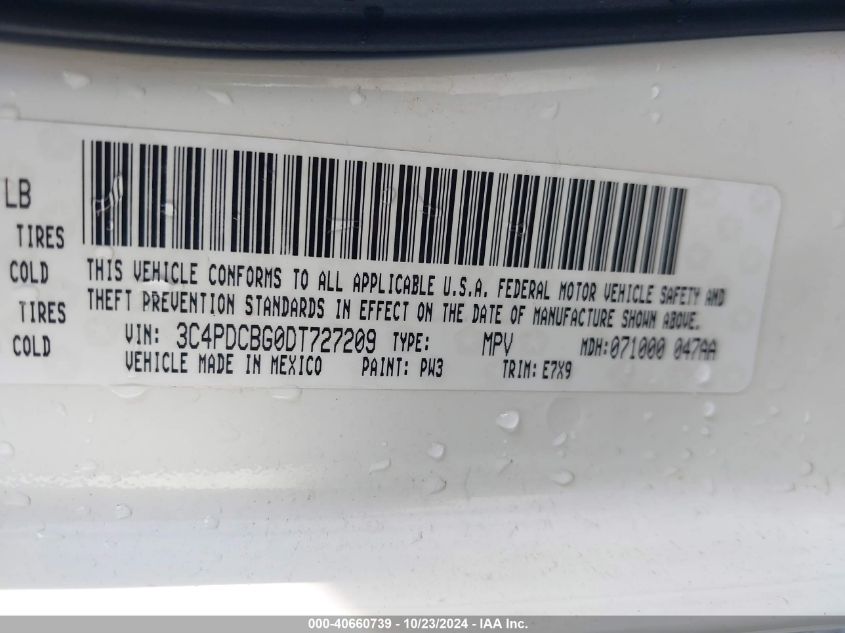 LB
TIRES
COLD
TIRES
COLD
THIS VEHICLE CONFORMS TO ALL APPLICABLE U.S.A. FEDERAL MOTOR VEHICLE SAFETY AND
THEFT PREVENTION STANDARDS IN EFFECT ON THE DATE OF MANUFACTURE SHOWN ABOVE.
VIN: 3C4PDCBG0DT727209 TYPE: MPV MDH:071000 047AA
VEHICLE MADE IN MEXICO PAINT: PW3 TRIM: E7X9
000-40660739 - 10/23/2024 - IAA Inc.